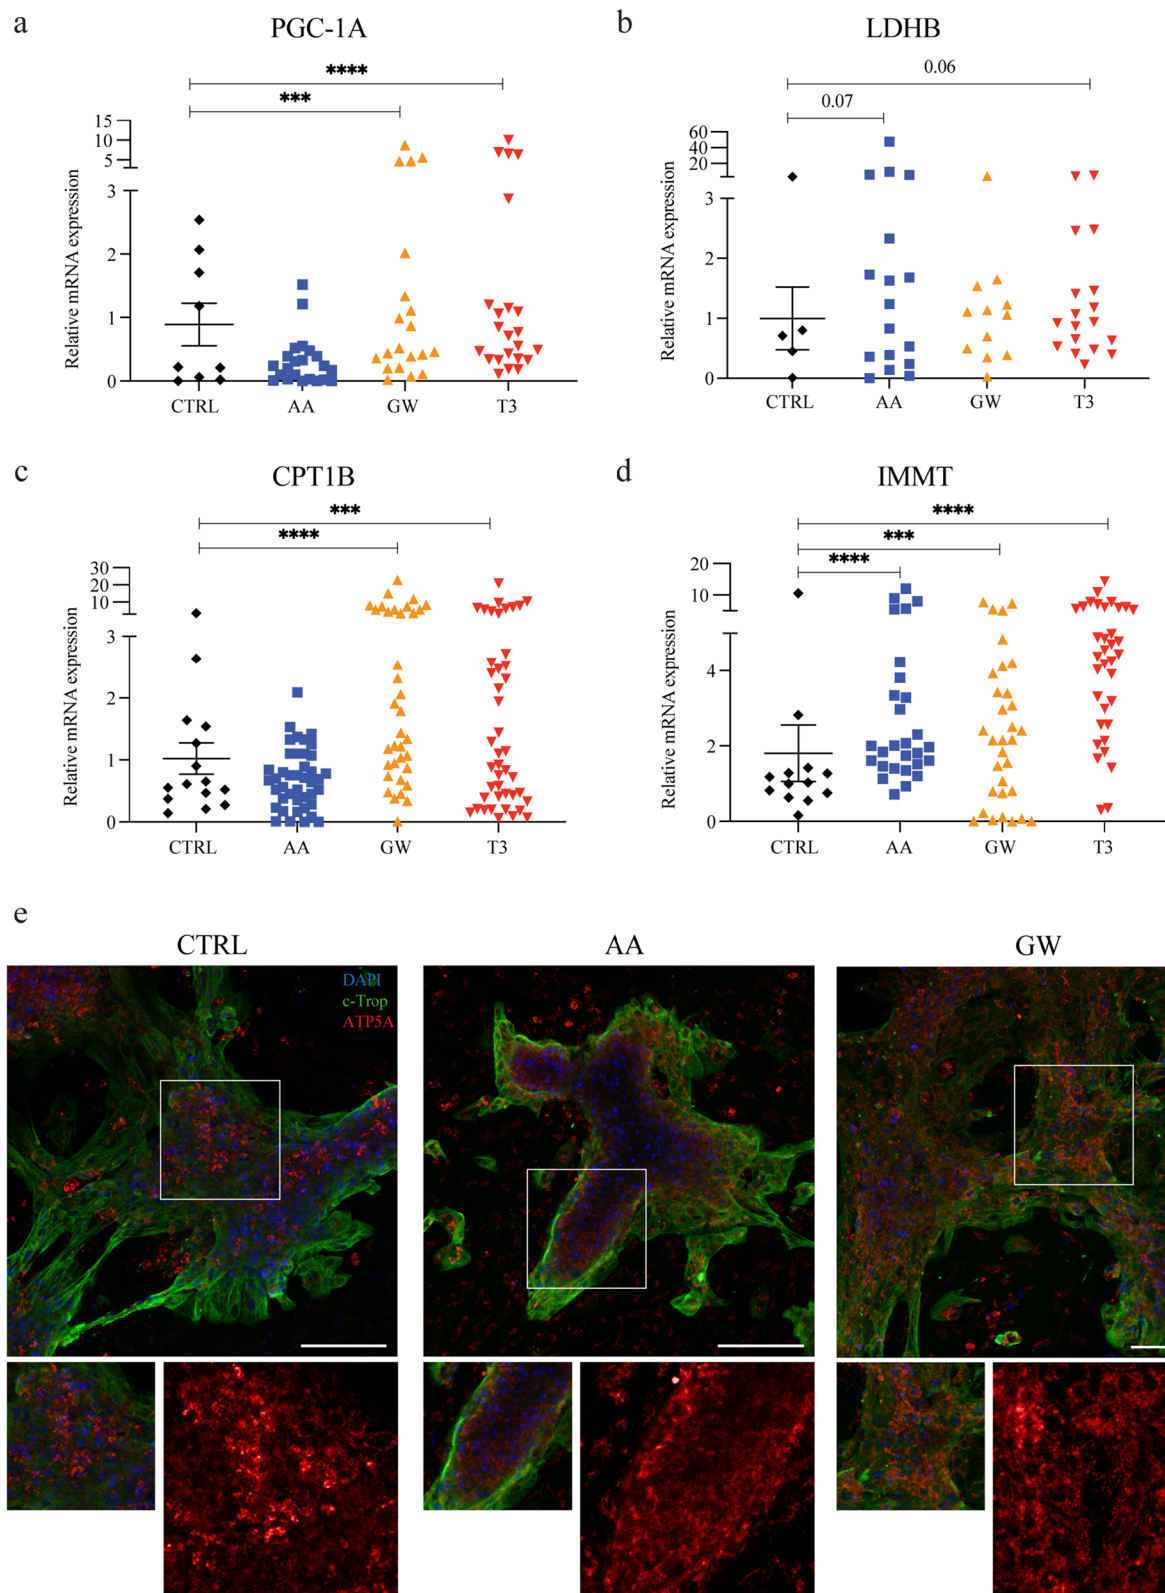 a
PGC-1A
****
***
Relative mRNA expression
15
10
5
3
2
1
0
CTRL
AA
GW
T3
b
LDHB
0.06
0.07
Relative mRNA expression
60
40
20
3
2
1
0
CTRL
AA
GW
T3
c
CPT1B
***
****
Relative mRNA expression
30
20
10
3
2
1
0
CTRL
AA
GW
T3
d
IMMT
****
***
****
Relative mRNA expression
20
10
4
2
0
CTRL
AA
GW
T3
e
CTRL
AA
GW
DAPI
c-Trop
ATP5A